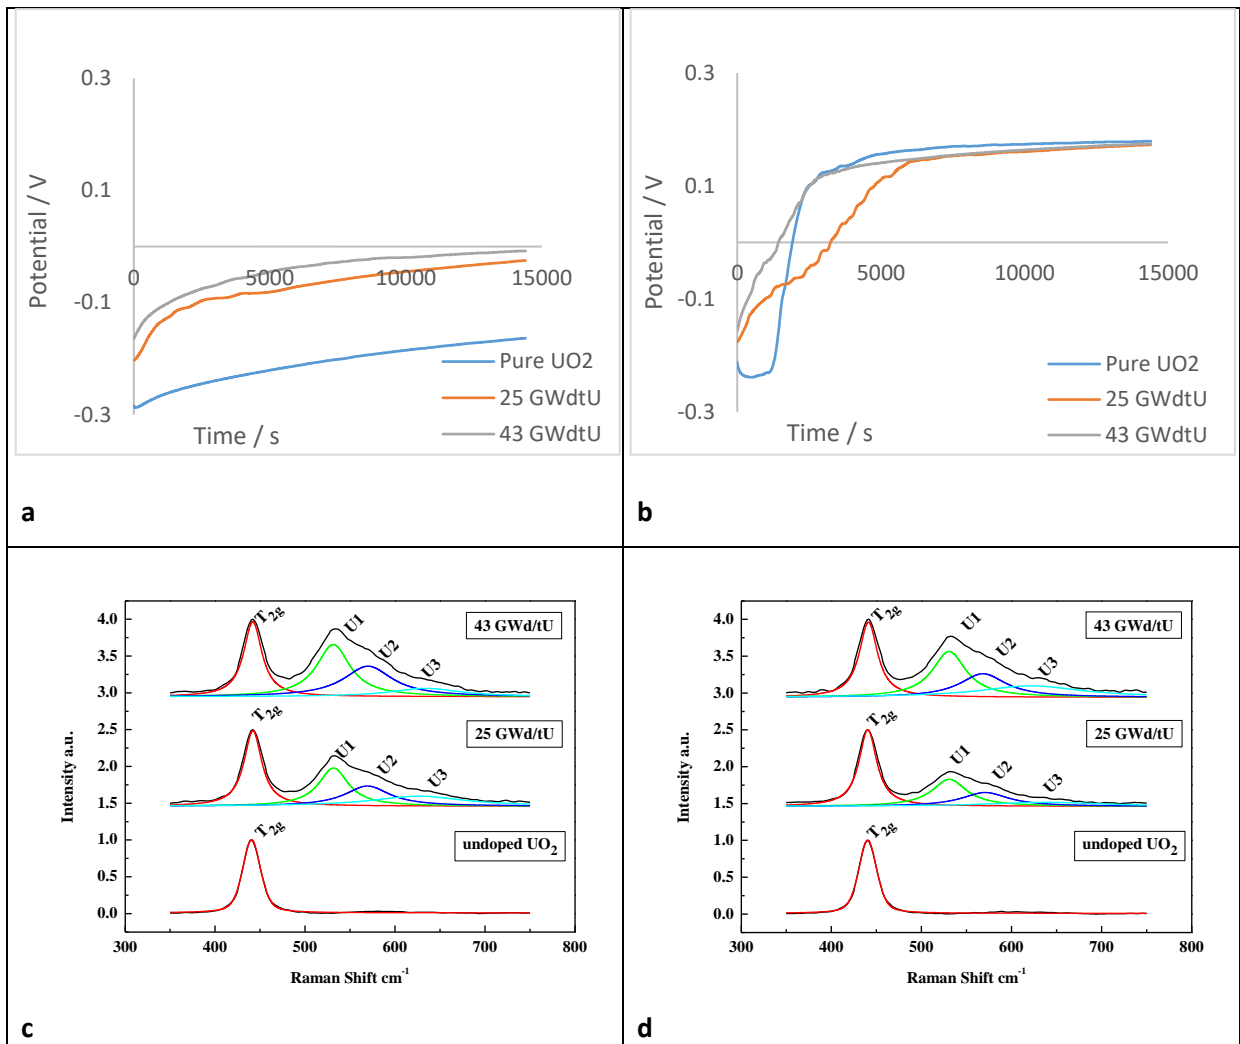 0.3
0.1
-0.1
-0.3
0
5000
10000
15000
Potential / V
Time / s
Pure UO2
25 GWdtU
43 GWdtU
a
0.3
0.1
-0.1
-0.3
0
5000
10000
15000
Potential / V
Time / s
Pure UO2
25 GWdtU
43 GWdtU
b
4.0
3.5
3.0
2.5
2.0
1.5
1.0
0.5
0.0
Intensity a.u.
T2g
U1
U2
U3
43 GWd/tU
T2g
U1
U2
U3
25 GWd/tU
T2g
undoped UO2
300 400 500 600 700 800
Raman Shift cm-1
c
4.0
3.5
3.0
2.5
2.0
1.5
1.0
0.5
0.0
Intensity a.u.
T2g
U1
U2
U3
43 GWd/tU
T2g
U1
U2
U3
25 GWd/tU
T2g
undoped UO2
300 400 500 600 700 800
Raman Shift cm-1
d